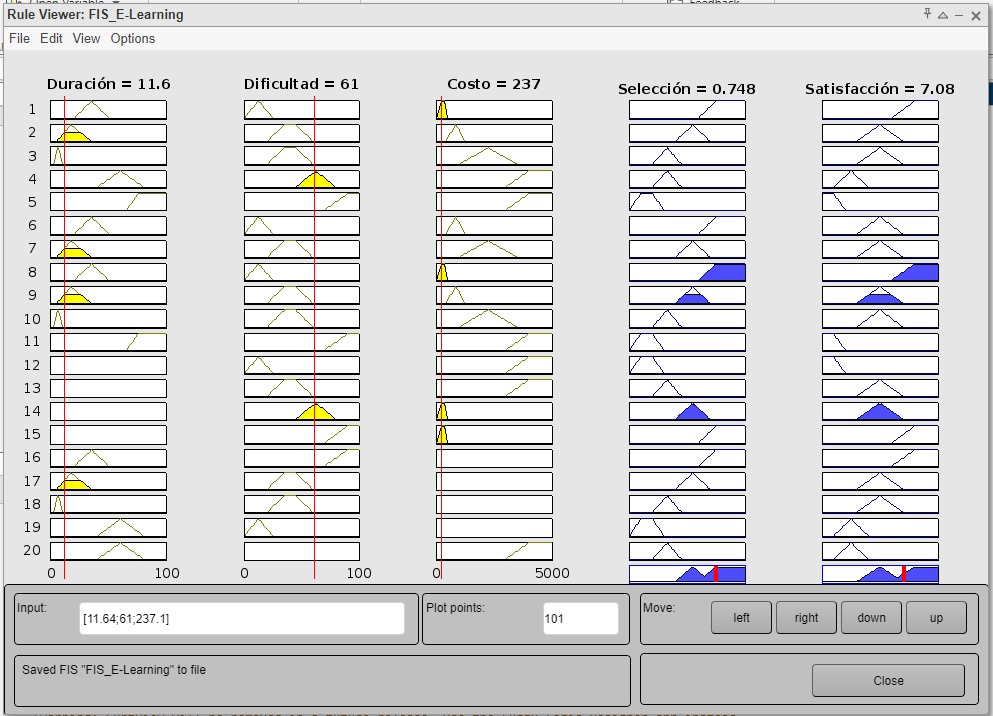 Rule Viewer: FIS_E-Learning
File Edit View Options
Duración = 11.6
Dificultad = 61
Costo = 237
Selección = 0.748
Satisfacción = 7.08
1
2
3
4
5
6
7
8
9
10
11
12
13
14
15
16
17
18
19
20
0 100
0 100
0 5000
Input:
[11.64;61;237.1]
Plot points:
101
Move:
left
right
down
up
Saved FIS "FIS_E-Learning" to file
Close